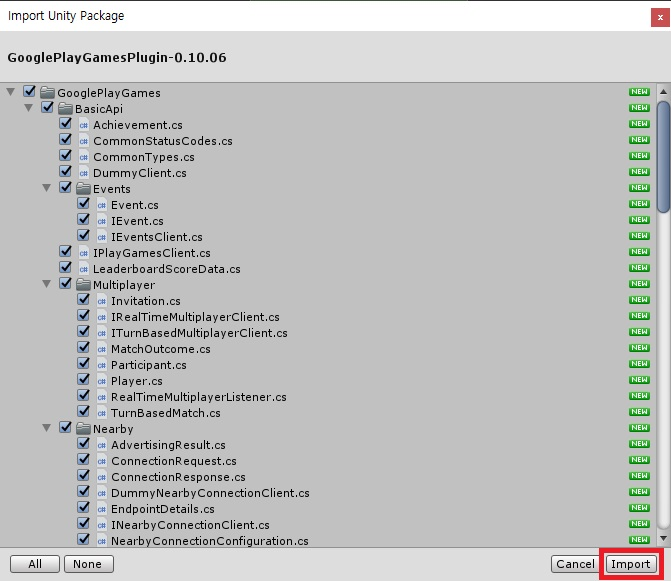 Import Unity Package
x
GooglePlayGamesPlugin-0.10.06
GooglePlayGames NEW
BasicApi NEW
c# Achievement.cs NEW
c# CommonStatusCodes.cs NEW
c# CommonTypes.cs NEW
c# DummyClient.cs NEW
Events NEW
c# Event.cs NEW
c# IEvent.cs NEW
c# IEventsClient.cs NEW
c# IPlayGamesClient.cs NEW
c# LeaderboardScoreData.cs NEW
Multiplayer NEW
c# Invitation.cs NEW
c# IRealTimeMultiplayerClient.cs NEW
c# ITurnBasedMultiplayerClient.cs NEW
c# MatchOutcome.cs NEW
c# Participant.cs NEW
c# Player.cs NEW
c# RealTimeMultiplayerListener.cs NEW
c# TurnBasedMatch.cs NEW
Nearby NEW
c# AdvertisingResult.cs NEW
c# ConnectionRequest.cs NEW
c# ConnectionResponse.cs NEW
c# DummyNearbyConnectionClient.cs NEW
c# EndpointDetails.cs NEW
c# INearbyConnectionClient.cs NEW
c# NearbyConnectionConfiguration.cs NEW
All None Cancel Import